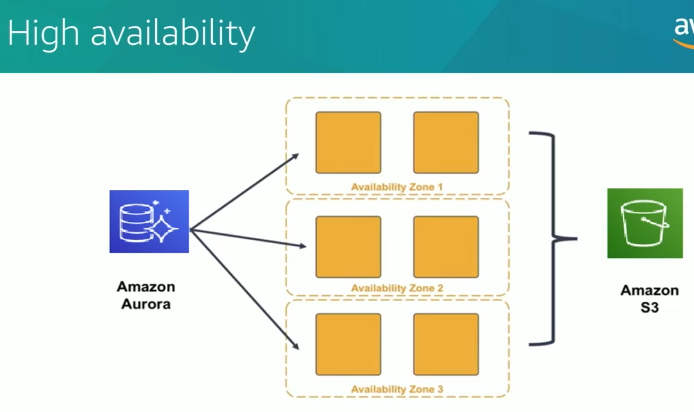 High availability
Availability Zone 1
Availability Zone 2
Availability Zone 3
Amazon
Aurora
Amazon
S3